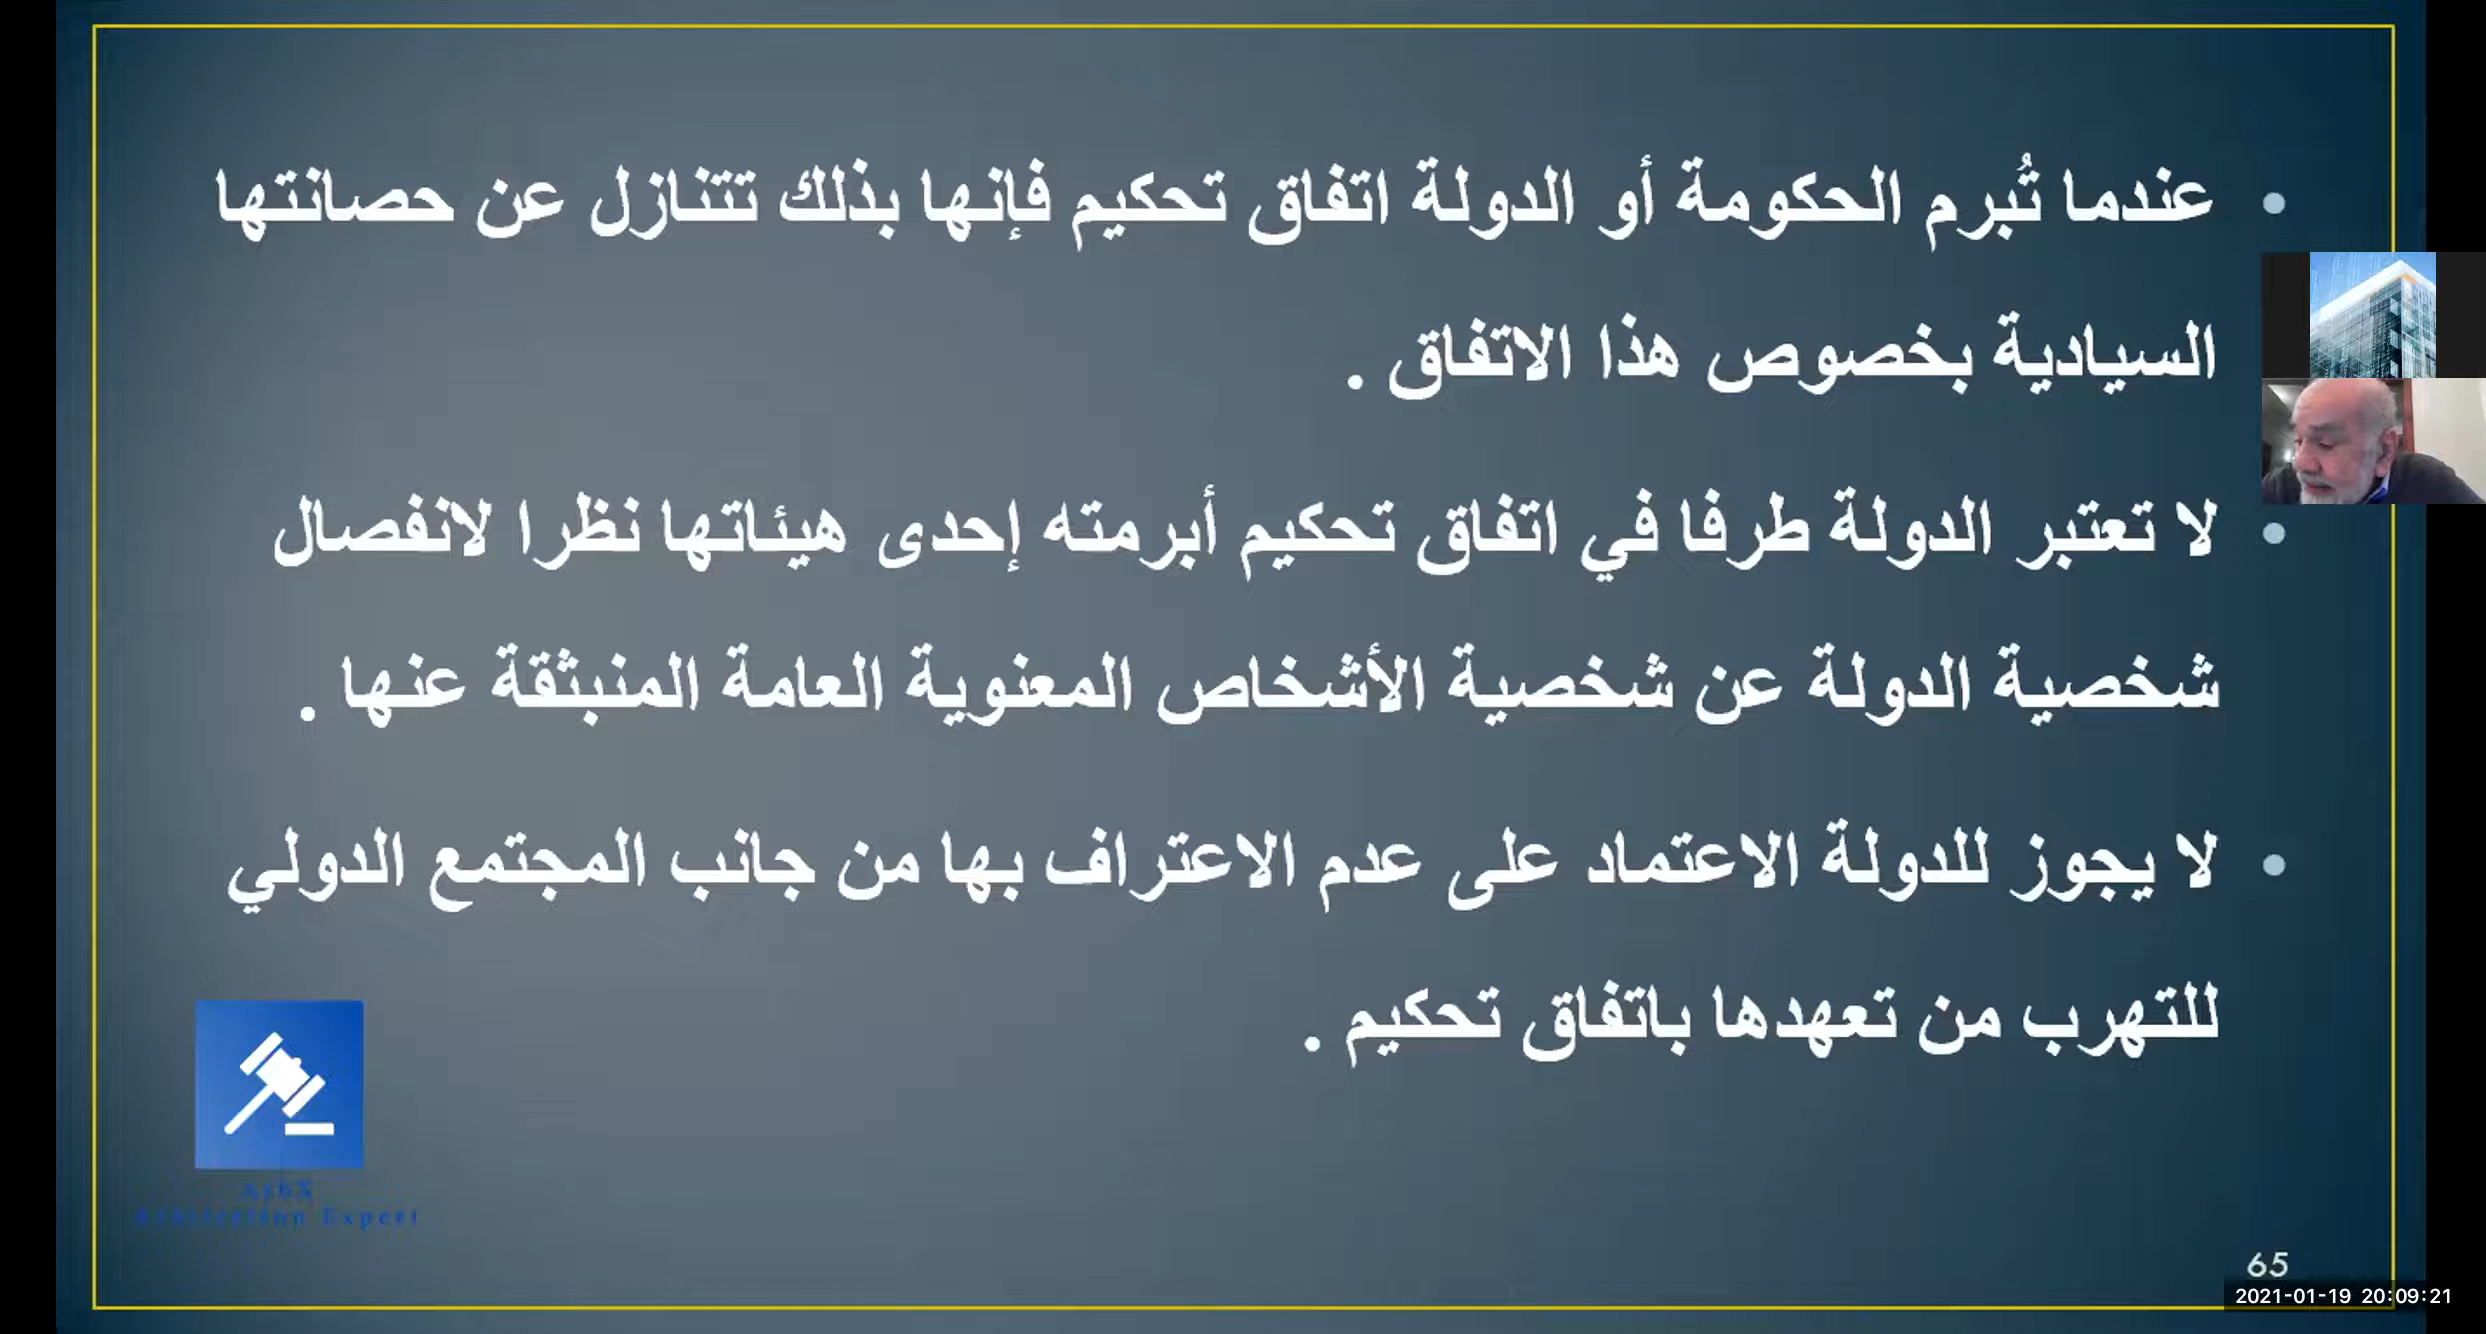 • عندما تُبرم الحكومة أو الدولة اتفاق تحكيم فإنها بذلك تتنازل عن حصانتها
السيادية بخصوص هذا الاتفاق .
• لا تعتبر الدولة طرفا في اتفاق تحكيم أبرمته إحدى هيئاتها نظرا لانفصال
شخصية الدولة عن شخصية الأشخاص المعنوية العامة المنبثقة عنها .
• لا يجوز للدولة الاعتماد على عدم الاعتراف بها من جانب المجتمع الدولي
للتهرب من تعهدها باتفاق تحكيم .
ArbX
Arbitration Expert
65
2021-01-19 20:09:21